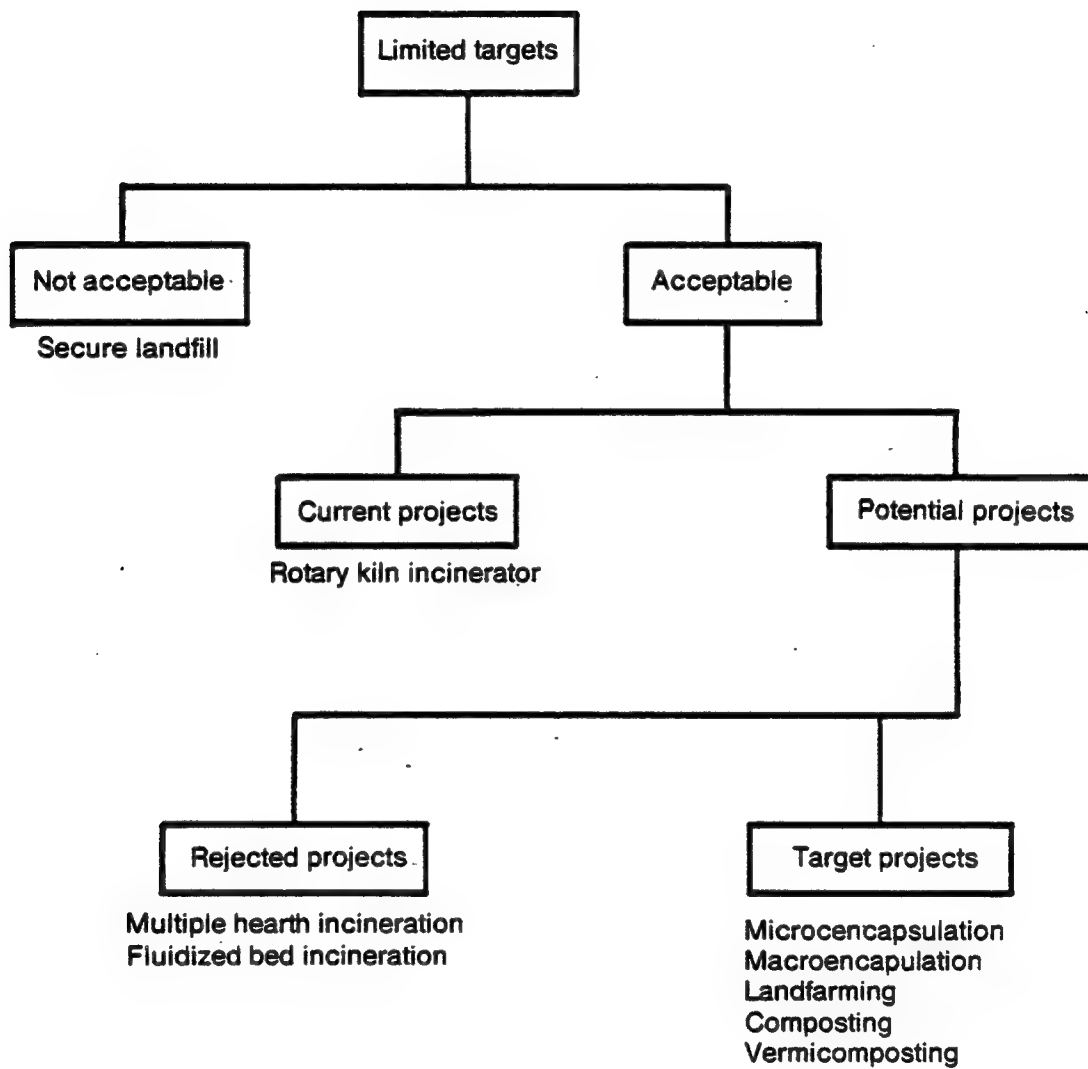 Limited targets
Not acceptable
Acceptable
Secure landfill
Current projects
Potential projects
Rotary kiln incinerator
Rejected projects
Target projects
Multiple hearth incineration
Fluidized bed incineration
Microcencapsulation
Macroencapulation
Landfarming
Composting
Vermicomposting